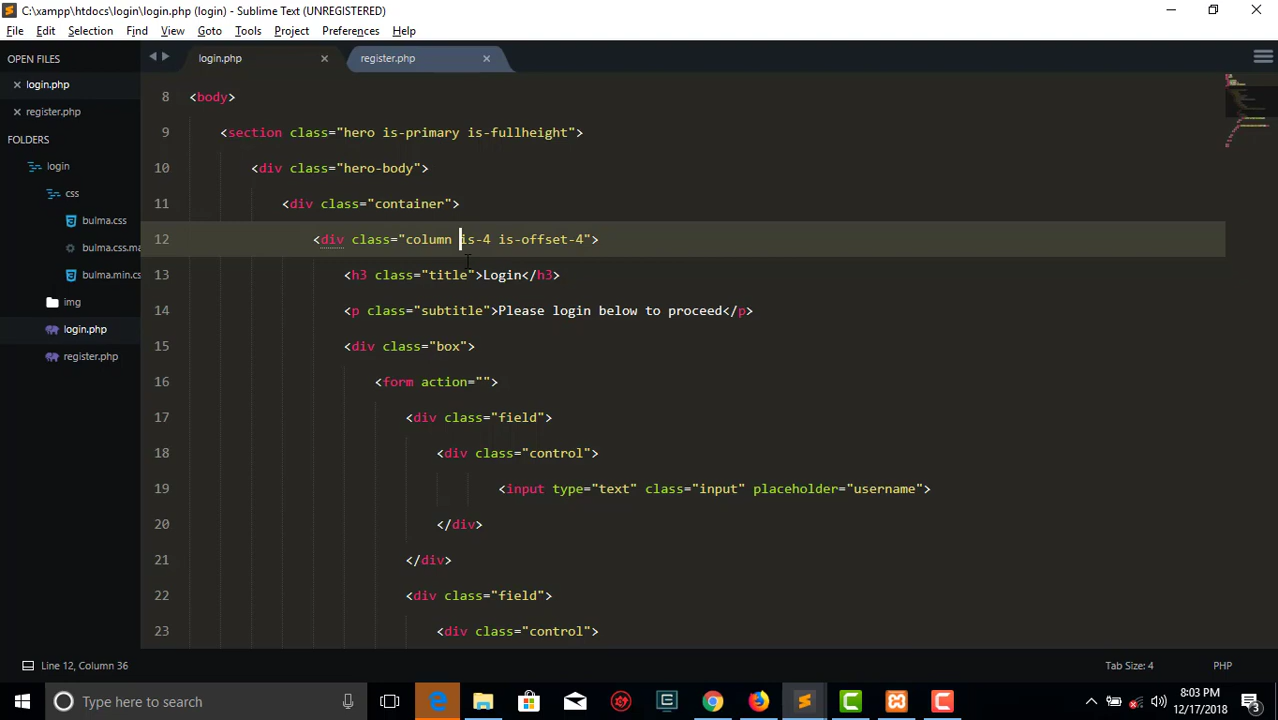 C:\xampp\htdocs\login\login.php (login) - Sublime Text (UNREGISTERED)
File Edit Selection Find View Goto Tools Project Preferences Help
OPEN FILES
login.php
register.php
FOLDERS
login
css
bulma.css
bulma.css.ma
bulma.min.cs
img
login.php
register.php
login.php
register.php
8 <body>
9 <section class="hero is-primary is-fullheight">
10 <div class="hero-body">
11 <div class="container">
12 <div class="column is-4 is-offset-4">
13 <h3 class="title">Login</h3>
14 <p class="subtitle">Please login below to proceed</p>
15 <div class="box">
16 <form action="">
17 <div class="field">
18 <div class="control">
19 <input type="text" class="input" placeholder="username">
20 </div>
21 </div>
22 <div class="field">
23 <div class="control">
Line 12, Column 36
Tab Size: 4
PHP
Type here to search
8:03 PM
12/17/2018
3